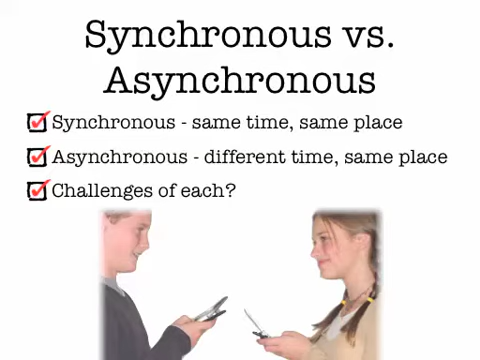 Synchronous vs.
Asynchronous
Synchronous - same time, same place
Asynchronous - different time, same place
Challenges of each?